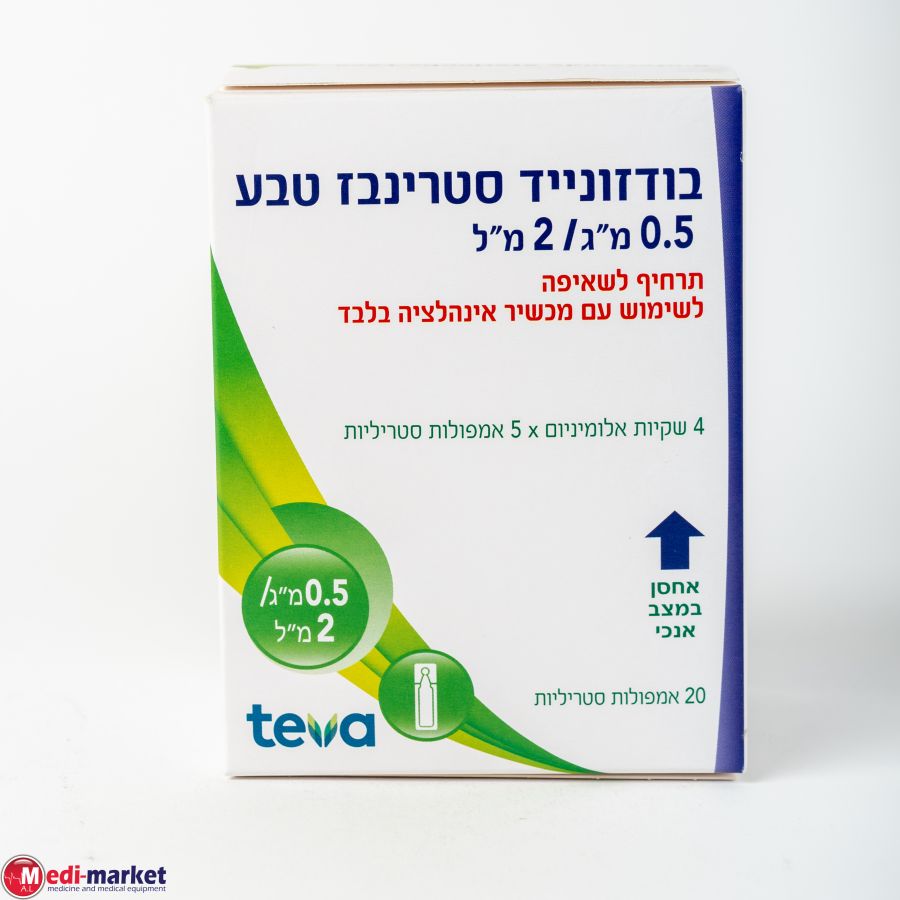 בודזונייד סטרינבז טבע
0.5 מ״ג/ 2 מ״ל
תרחיף לשאיפה
לשימוש עם מכשיר אינהלציה בלבד
4 שקיות אלומיניום x 5 אמפולות סטריליות
אחסן
במצב
אנכי
0.5 מ״ג/
2 מ״ל
20 אמפולות סטריליות
teva
Medi-market
A.L
medicine and medical equipment